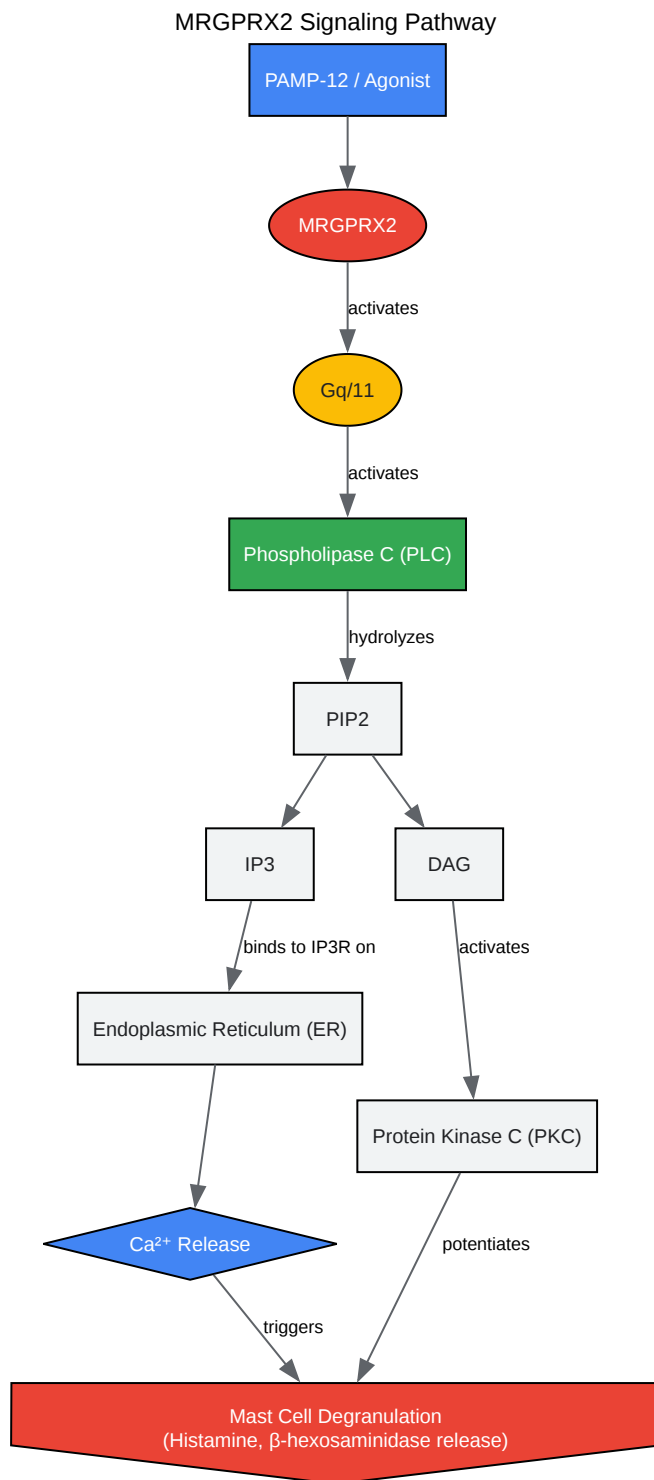 MRGPRX2 Signaling Pathway
PAMP-12 / Agonist
MRGPRX2
activates
Gq/11
activates
Phospholipase C (PLC)
hydrolyzes
PIP2
IP3
DAG
binds to IP3R on
activates
Endoplasmic Reticulum (ER)
Protein Kinase C (PKC)
Ca²⁺ Release
potentiates
triggers
Mast Cell Degranulation
(Histamine, β-hexosaminidase release)